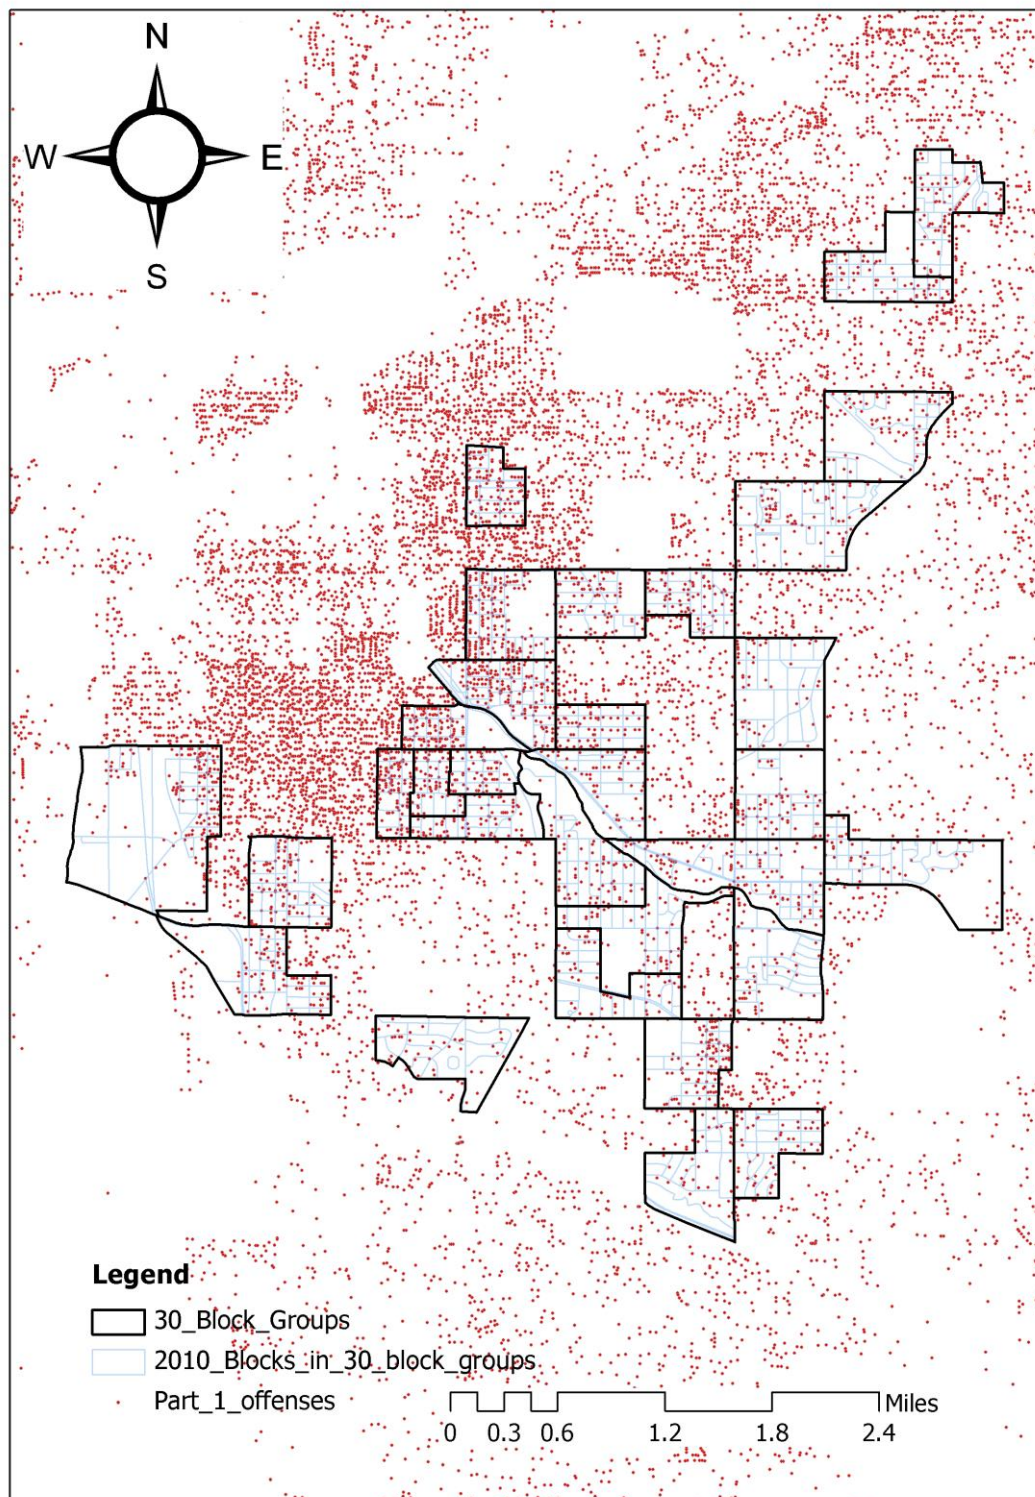 N
W E
S
Legend
30_Block_Groups
2010_Blocks_in_30_block_groups
Part_1_offenses
Miles
0 0.3 0.6 1.2 1.8 2.4